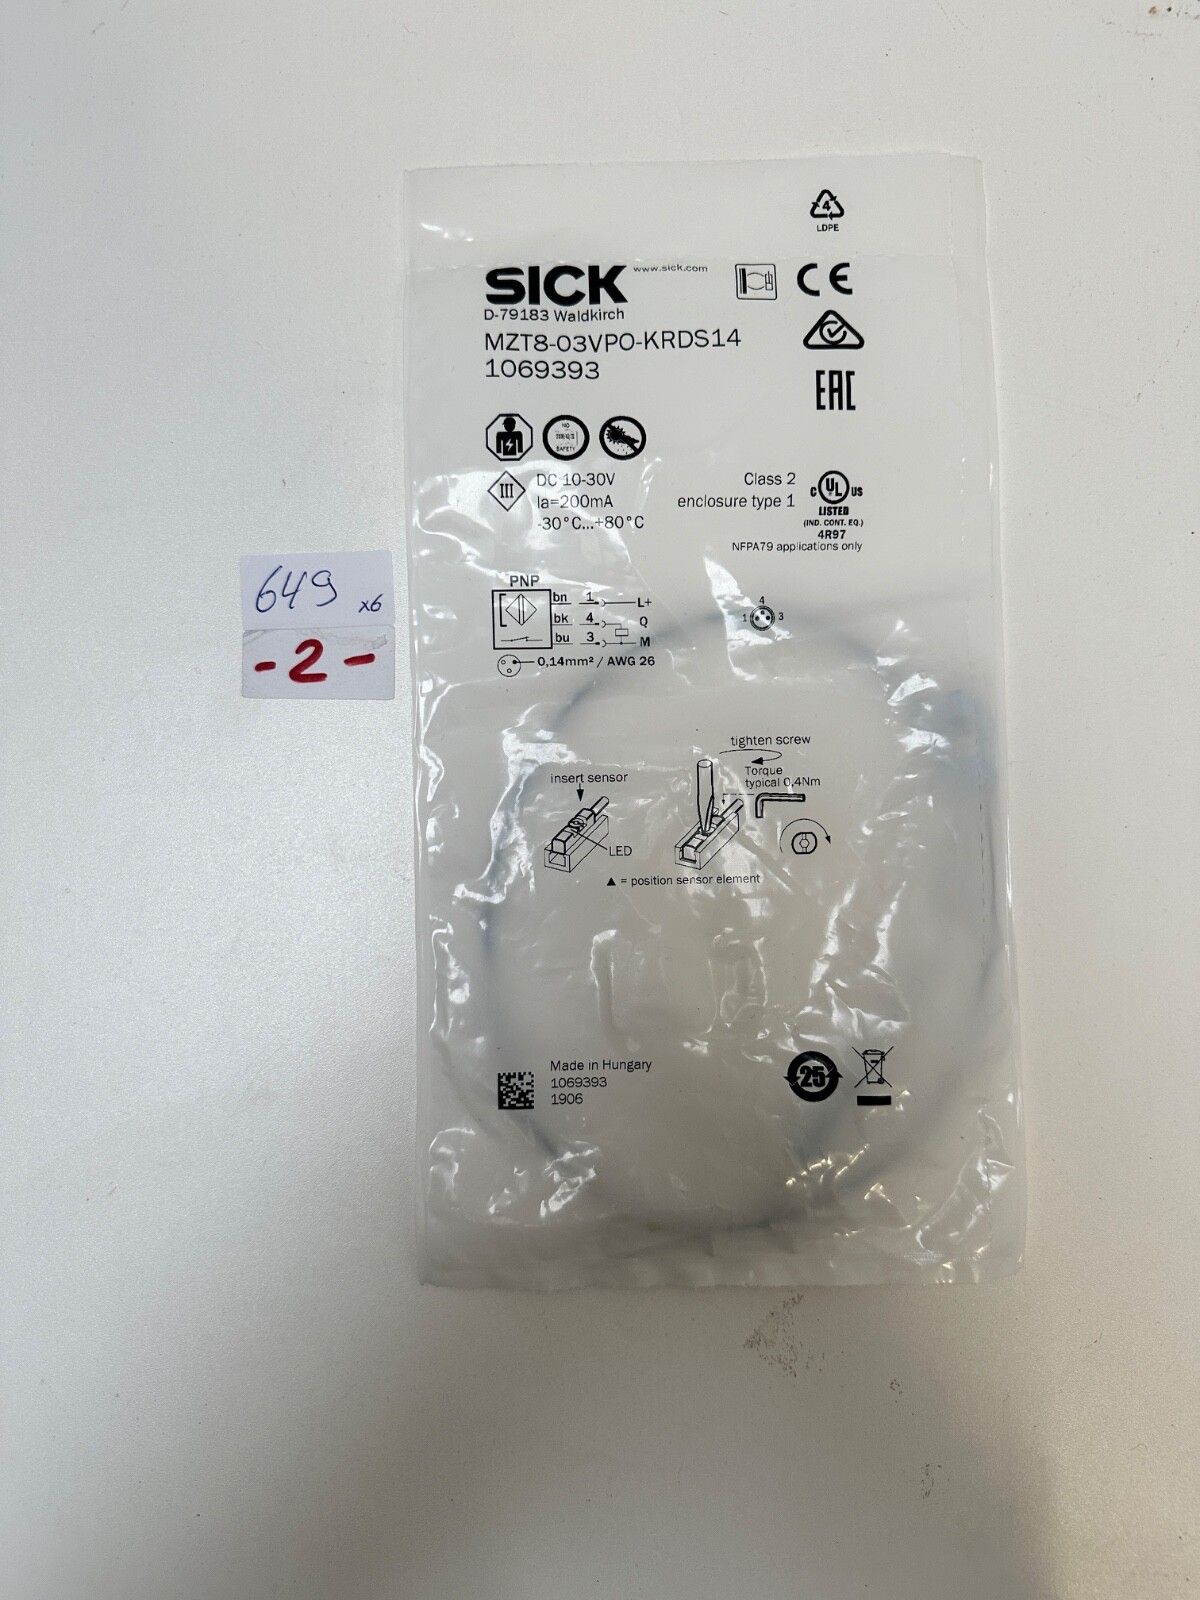 4
LDPE
SICK www.sick.com
CE
D-79183 Waldkirch
MZT8-03VPO-KRDS14
1069393
EAC
NO
SAFETY
III
DC 10-30V
Ia=200mA
-30°C...+80°C
Class 2
enclosure type 1
C UL US
LISTED
(IND. CONT. EQ.)
4R97
NFPA79 applications only
649 x6
-2-
PNP
bn 1 L+
bk 4 Q
bu 3 M
0,14mm² / AWG 26
4
1 3
tighten screw
Torque
typical 0,4Nm
insert sensor
LED
▲ = position sensor element
Made in Hungary
1069393
1906
25